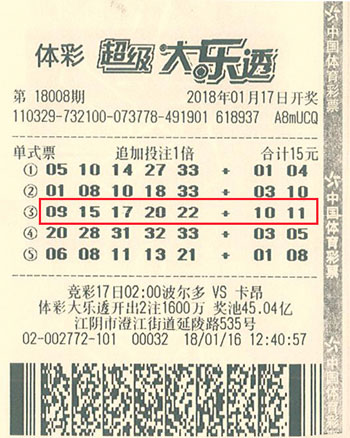 体彩 超级大乐透
第 18008期 2018年01月17日开奖
110329-732100-073778-491901 618937 A8mUCQ
单式票 追加投注1倍 合计15元
① 05 10 14 27 33 + 01 04
② 01 08 10 18 33 + 03 10
③ 09 15 17 20 22 + 10 11
④ 20 28 31 32 33 + 03 05
⑤ 06 08 11 13 21 + 01 08
竞彩17日02:00波尔多 VS 卡昂
体彩大乐透开出2注1600万 奖池45.04亿
江阴市澄江街道延陵路535号
02-002772-101 00032 18/01/16 12:40:57
中国体育彩票
中国体育彩票
中国体育彩